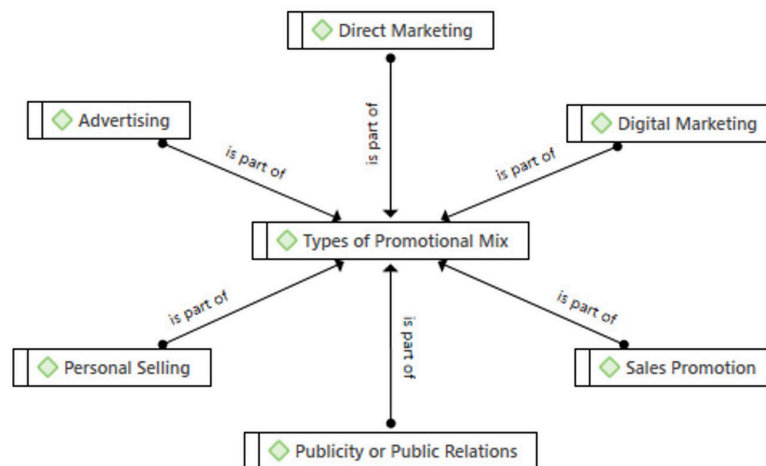 Direct Marketing
Advertising
Digital Marketing
is part of
is part of
is part of
Types of Promotional Mix
is part of
is part of
is part of
Personal Selling
Sales Promotion
Publicity or Public Relations